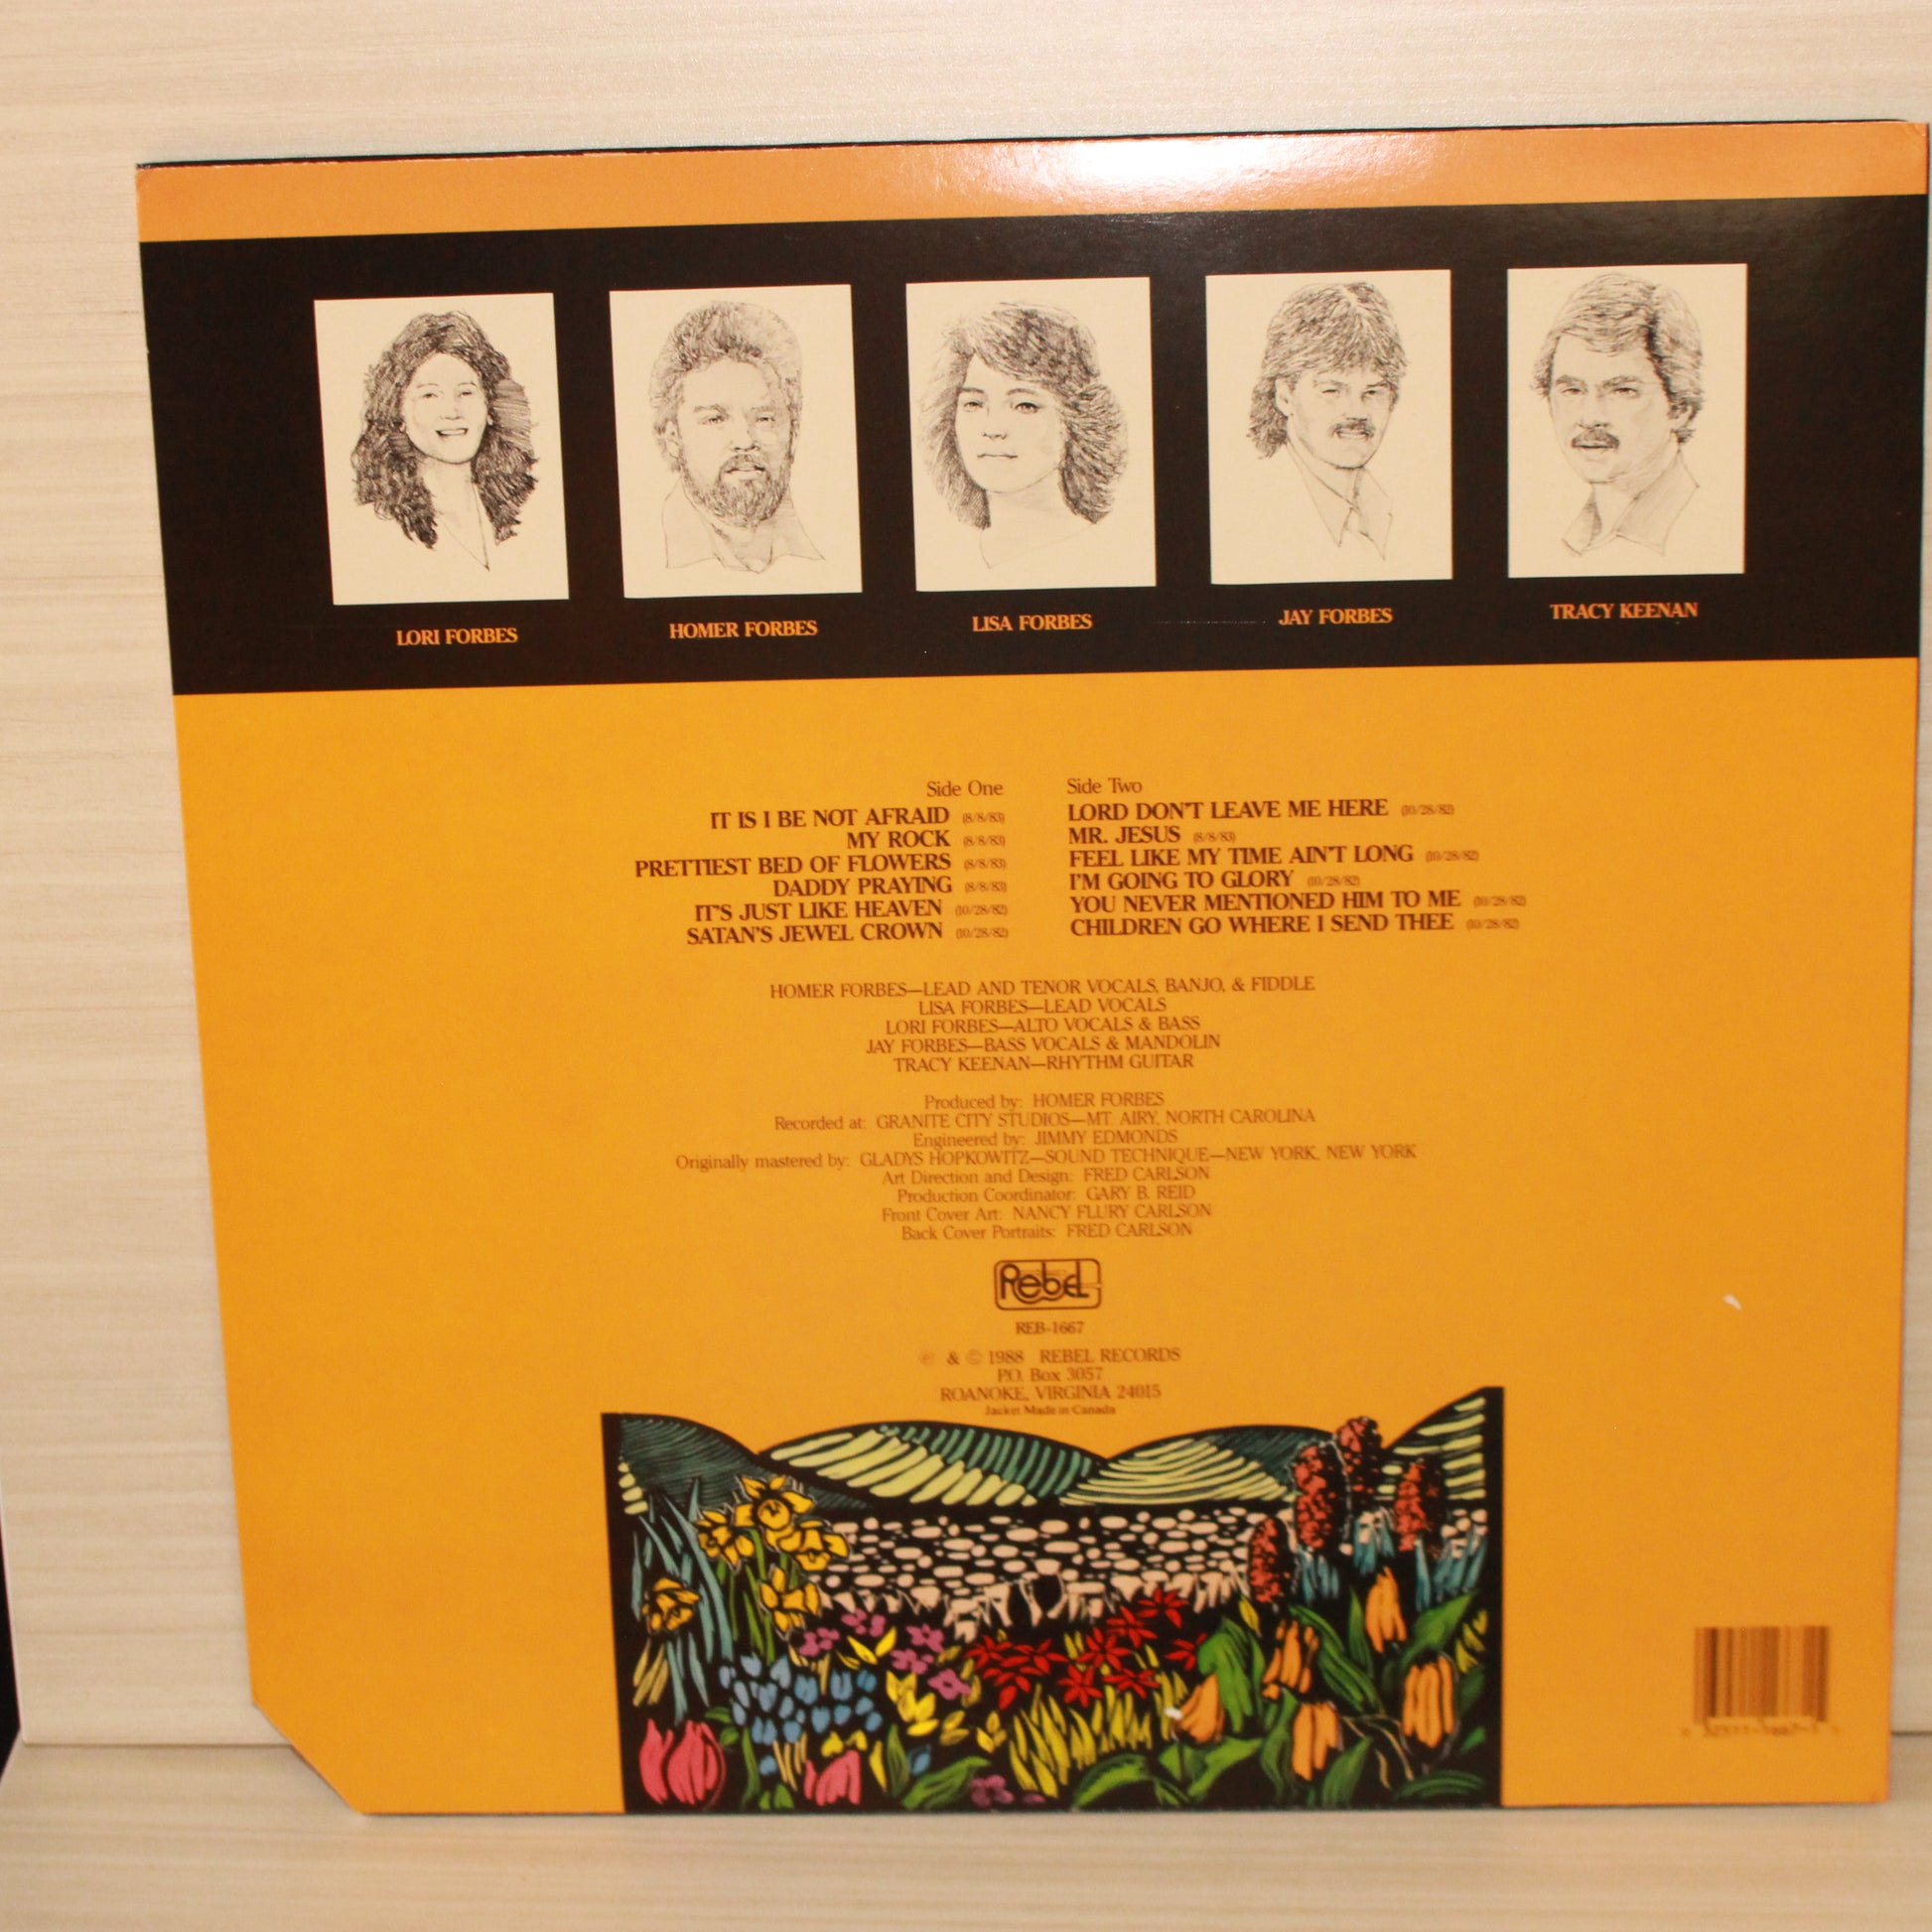 LORI FORBES
HOMER FORBES
LISA FORBES
JAY FORBES
TRACY KEENAN
Side One
IT IS I BE NOT AFRAID (8/8/83)
MY ROCK (8/8/83)
PRETTIEST BED OF FLOWERS (8/8/83)
DADDY PRAYING (8/8/83)
IT'S JUST LIKE HEAVEN (10/28/82)
SATAN'S JEWEL CROWN (10/28/82)
Side Two
LORD DON'T LEAVE ME HERE (10/28/82)
MR. JESUS (8/8/83)
FEEL LIKE MY TIME AIN'T LONG (10/28/82)
I'M GOING TO GLORY (10/28/82)
YOU NEVER MENTIONED HIM TO ME (10/28/82)
CHILDREN GO WHERE I SEND THEE (10/28/82)
HOMER FORBES—LEAD AND TENOR VOCALS, BANJO, & FIDDLE
LISA FORBES—LEAD VOCALS
LORI FORBES—ALTO VOCALS & BASS
JAY FORBES—BASS VOCALS & MANDOLIN
TRACY KEENAN—RHYTHM GUITAR
Produced by: HOMER FORBES
Recorded at: GRANITE CITY STUDIOS—MT. AIRY, NORTH CAROLINA
Engineered by: JIMMY EDMONDS
Originally mastered by: GLADYS HOPKOWITZ—SOUND TECHNIQUE—NEW YORK, NEW YORK
Art Direction and Design: FRED CARLSON
Production Coordinator: GARY B. REID
Front Cover Art: NANCY FLURY CARLSON
Back Cover Portraits: FRED CARLSON
Rebel
REB-1667
℗ & © 1988 REBEL RECORDS
P.O. Box 3057
ROANOKE, VIRGINIA 24015
Jacket Made in Canada